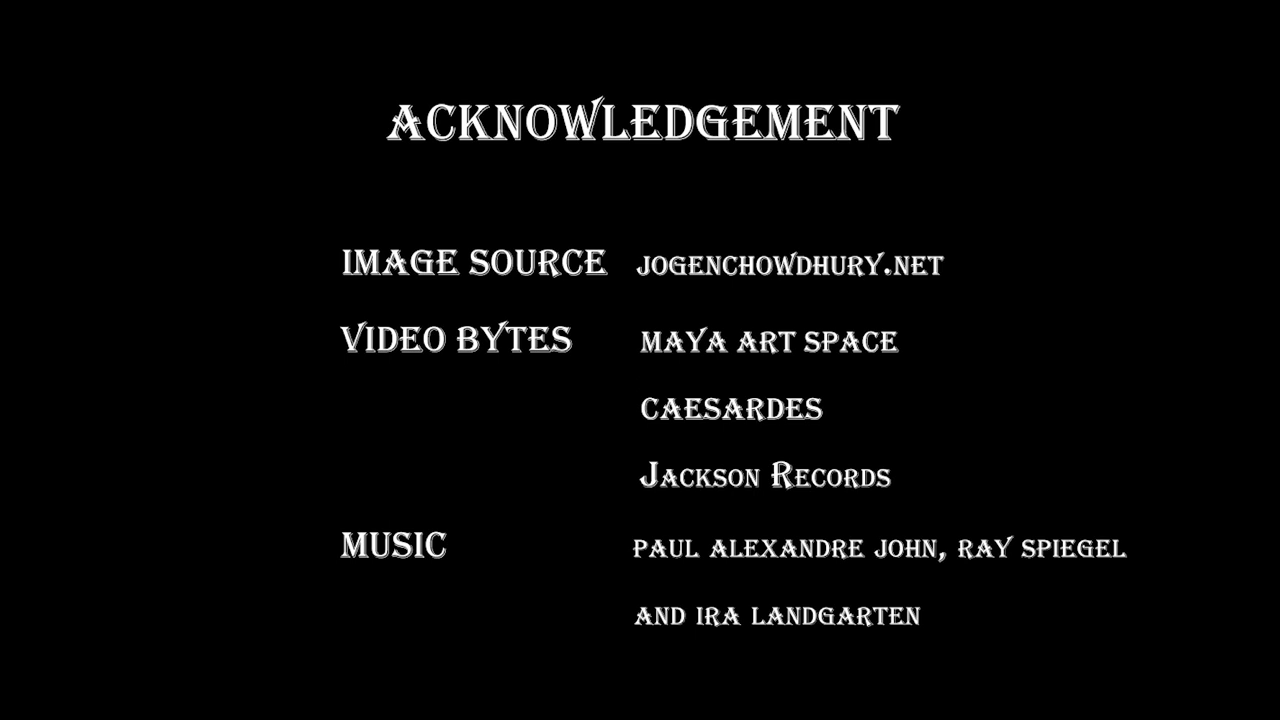 ACKNOWLEDGEMENT
IMAGE SOURCE JOGENCHOWDHURY.NET
VIDEO BYTES MAYA ART SPACE
CAESARDES
Jackson Records
MUSIC PAUL ALEXANDRE JOHN, RAY SPIEGEL
AND IRA LANDGARTEN